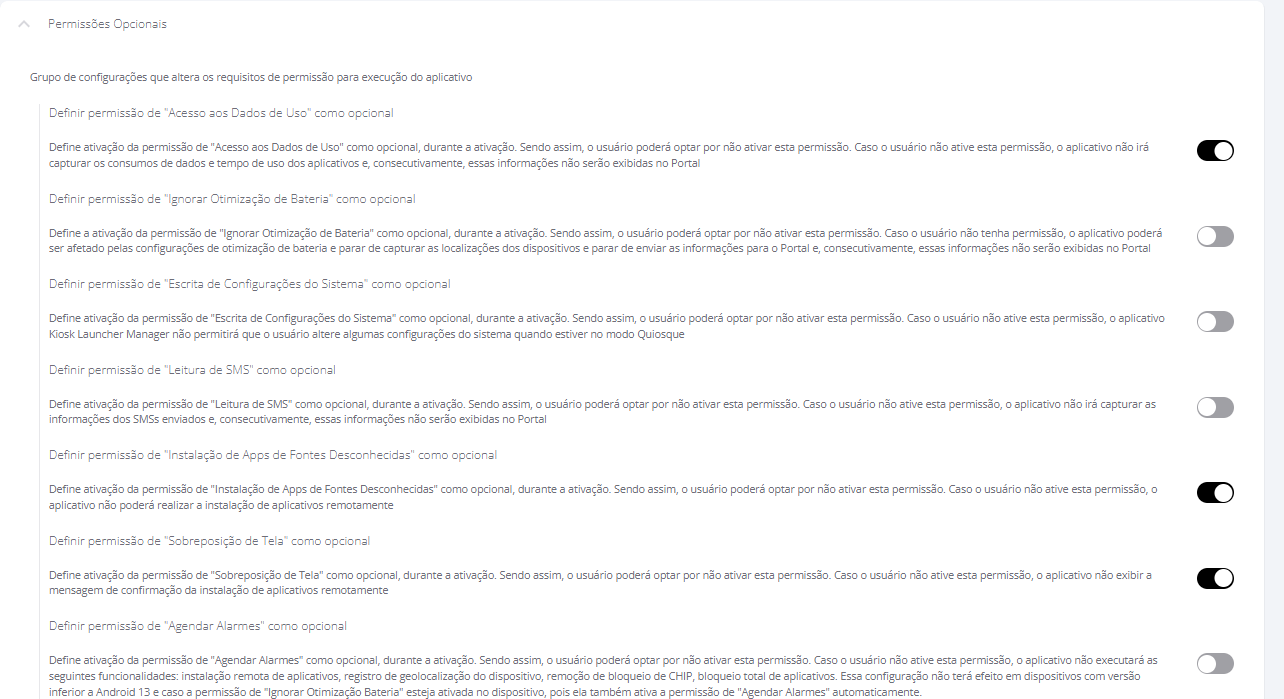 Permissões Opcionais
Grupo de configurações que altera os requisitos de permissão para execução do aplicativo
Definir permissão de "Acesso aos Dados de Uso" como opcional
Define ativação da permissão de "Acesso aos Dados de Uso" como opcional, durante a ativação. Sendo assim, o usuário poderá optar por não ativar esta permissão. Caso o usuário não ative esta permissão, o aplicativo não irá
capturar os consumos de dados e tempo de uso dos aplicativos e, consecutivamente, essas informações não serão exibidas no Portal
Definir permissão de "Ignorar Otimização de Bateria" como opcional
Define a ativação da permissão de "Ignorar Otimização de Bateria" como opcional, durante a ativação. Sendo assim, o usuário poderá optar por não ativar esta permissão. Caso o usuário não tenha permissão, o aplicativo poderá
ser afetado pelas configurações de otimização de bateria e parar de capturar as localizações dos dispositivos e parar de enviar as informações para o Portal e, consecutivamente, essas informações não serão exibidas no Portal
Definir permissão de "Escrita de Configurações do Sistema" como opcional
Define ativação da permissão de "Escrita de Configurações do Sistema" como opcional, durante a ativação. Sendo assim, o usuário poderá optar por não ativar esta permissão. Caso o usuário não ative esta permissão, o aplicativo
Kiosk Launcher Manager não permitirá que o usuário altere algumas configurações do sistema quando estiver no modo Quiosque
Definir permissão de "Leitura de SMS" como opcional
Define ativação da permissão de "Leitura de SMS" como opcional, durante a ativação. Sendo assim, o usuário poderá optar por não ativar esta permissão. Caso o usuário não ative esta permissão, o aplicativo não irá capturar as
informações dos SMSs enviados e, consecutivamente, essas informações não serão exibidas no Portal
Definir permissão de "Instalação de Apps de Fontes Desconhecidas" como opcional
Define ativação da permissão de "Instalação de Apps de Fontes Desconhecidas" como opcional, durante a ativação. Sendo assim, o usuário poderá optar por não ativar esta permissão. Caso o usuário não ative esta permissão, o
aplicativo não poderá realizar a instalação de aplicativos remotamente
Definir permissão de "Sobreposição de Tela" como opcional
Define ativação da permissão de "Sobreposição de Tela" como opcional, durante a ativação. Sendo assim, o usuário poderá optar por não ativar esta permissão. Caso o usuário não ative esta permissão, o aplicativo não exibir a
mensagem de confirmação da instalação de aplicativos remotamente
Definir permissão de "Agendar Alarmes" como opcional
Define ativação da permissão de "Agendar Alarmes" como opcional, durante a ativação. Sendo assim, o usuário poderá optar por não ativar esta permissão. Caso o usuário não ative esta permissão, o aplicativo não executará as
seguintes funcionalidades: instalação remota de aplicativos, registro de geolocalização do dispositivo, remoção de bloqueio de CHIP, bloqueio total de aplicativos. Essa configuração não terá efeito em dispositivos com versão
inferior a Android 13 e caso a permissão de "Ignorar Otimização Bateria" esteja ativada no dispositivo, pois ela também ativa a permissão de "Agendar Alarmes" automaticamente.